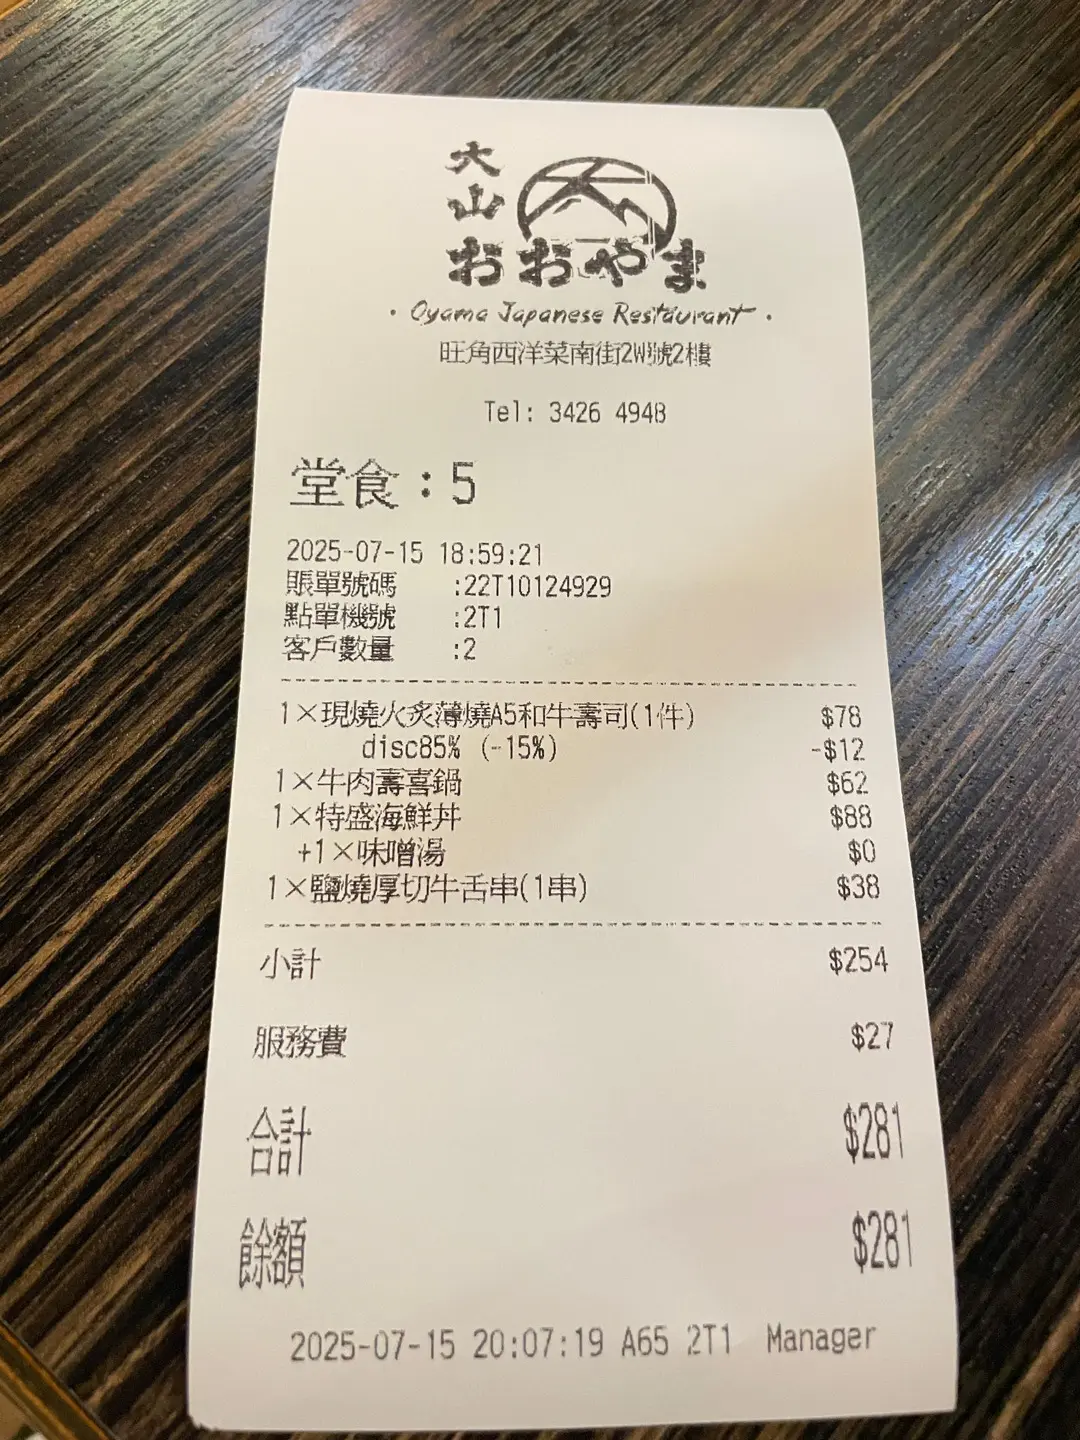 大山
おおやま
· Oyama Japanese Restaurant ·
旺角西洋菜南街2W號2樓
Tel: 3426 4948
堂食：5
2025-07-15 18:59:21
賬單號碼 :22T10124929
點單機號 :2T1
客戶數量 :2
1×現燒火炙薄燒A5和牛壽司(1件) $78
disc85% (-15%) -$12
1×牛肉壽喜鍋 $62
1×特盛海鮮丼 $88
+1×味噌湯 $0
1×鹽燒厚切牛舌串(1串) $38
小計 $254
服務費 $27
合計 $281
餘額 $281
2025-07-15 20:07:19 A65 2T1 Manager